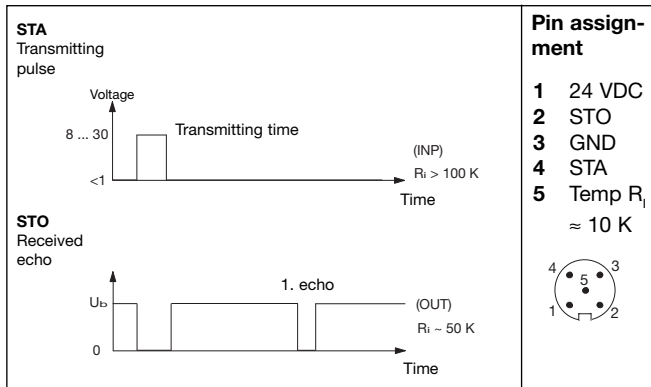 STA
Transmitting
pulse
Voltage
8 ... 30
Transmitting time
<1
(INP)
Ri > 100 K
Time
STO
Received
echo
Ub
1. echo
(OUT)
Ri ~ 50 K
0
Time
Pin assign-
ment
1 24 VDC
2 STO
3 GND
4 STA
5 Temp RI
≈ 10 K
4 3
5
1 2